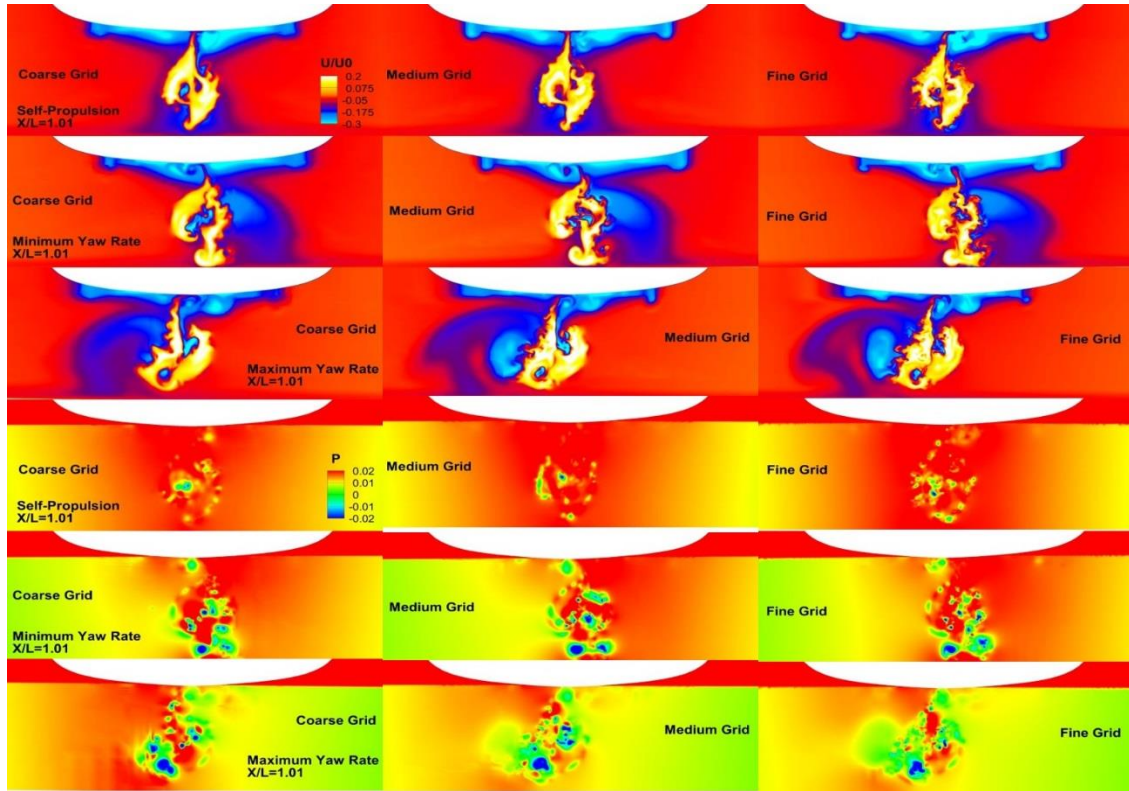 U/U0
0.2
0.075
-0.05
-0.175
-0.3
Coarse Grid
Self-Propulsion
X/L=1.01
Medium Grid
Fine Grid
Coarse Grid
Minimum Yaw Rate
X/L=1.01
Medium Grid
Fine Grid
Coarse Grid
Maximum Yaw Rate
X/L=1.01
Medium Grid
Fine Grid
P
0.02
0.01
0
-0.01
-0.02
Coarse Grid
Self-Propulsion
X/L=1.01
Medium Grid
Fine Grid
Coarse Grid
Minimum Yaw Rate
X/L=1.01
Medium Grid
Fine Grid
Coarse Grid
Maximum Yaw Rate
X/L=1.01
Medium Grid
Fine Grid